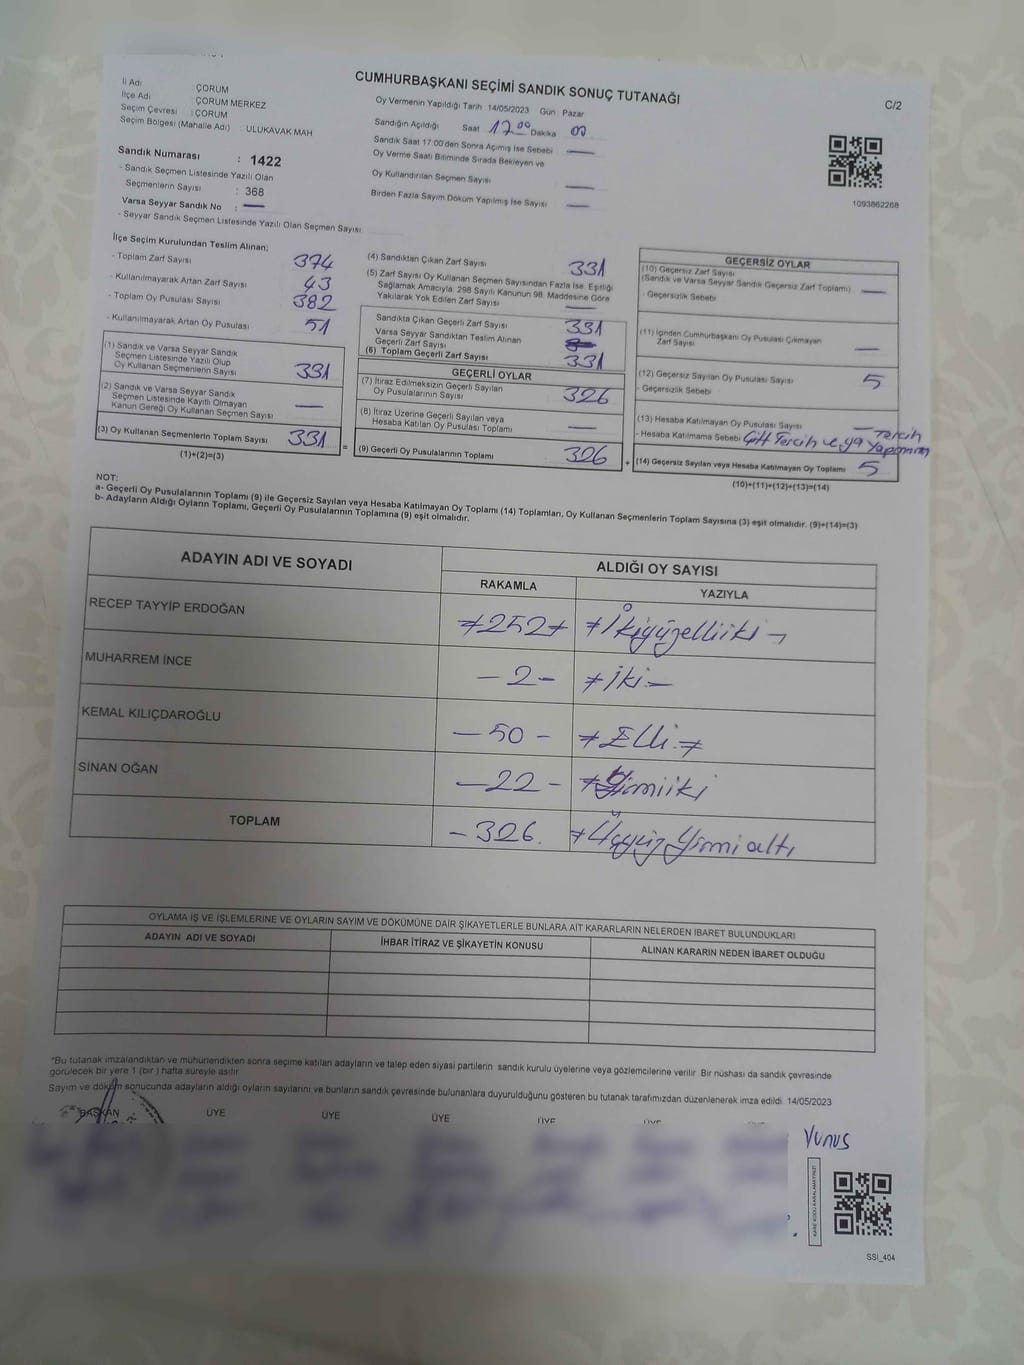 CUMHURBAŞKANI SEÇİMİ SANDIK SONUÇ TUTANAĞI
C/2
İl Adı : ÇORUM
İlçe Adı : ÇORUM MERKEZ
Seçim Çevresi : ÇORUM
Seçim Bölgesi (Mahalle Adı) : ULUKAVAK MAH
Sandık Numarası : 1422
- Sandık Seçmen Listesinde Yazılı Olan
Seçmenlerin Sayısı : 368
Varsa Seyyar Sandık No : —
- Seyyar Sandık Seçmen Listesinde Yazılı Olan Seçmen Sayısı
Oy Vermenin Yapıldığı Tarih : 14/05/2023 Gün : Pazar
Sandığın Açıldığı Saat 17.00 Dakika 00
Sandık Saat 17.00'den Sonra Açımış İse Sebebi —
Oy Verme Saati Bitiminde Sırada Bekleyen ve
Oy Kullandırılan Seçmen Sayısı —
Birden Fazla Sayım Döküm Yapılmış İse Sayısı —
1093862268
İlçe Seçim Kurulundan Teslim Alınan;
- Toplam Zarf Sayısı 374
- Kullanılmayarak Artan Zarf Sayısı 43
- Toplam Oy Pusulası Sayısı 382
- Kullanılmayarak Artan Oy Pusulası 51
(1) Sandık ve Varsa Seyyar Sandık
Seçmen Listesinde Yazılı Olup
Oy Kullanan Seçmenlerin Sayısı 331
(2) Sandık ve Varsa Seyyar Sandık
Seçmen Listesinde Kayıtlı Olmayan
Kanun Gereği Oy Kullanan Seçmen Sayısı —
(3) Oy Kullanan Seçmenlerin Toplam Sayısı 331
(1)+(2)=(3)
(4) Sandıktan Çıkan Zarf Sayısı 331
(5) Zarf Sayısı Oy Kullanan Seçmen Sayısından Fazla İse, Eşitliği
Sağlamak Amacıyla; 298 Sayılı Kanunun 98. Maddesine Göre
Yakılarak Yok Edilen Zarf Sayısı —
Sandıkta Çıkan Geçerli Zarf Sayısı 331
Varsa Seyyar Sandıktan Teslim Alınan
Geçerli Zarf Sayısı
(6) Toplam Geçerli Zarf Sayısı 331
GEÇERLİ OYLAR
(7) İtiraz Edilmeksizin Geçerli Sayılan
Oy Pusulasının Sayısı 326
(8) İtiraz Üzerine Geçerli Sayılan veya
Hesaba Katılan Oy Pusulası Toplamı —
= (9) Geçerli Oy Pusulalarının Toplamı 326 +
GEÇERSİZ OYLAR
(10) Geçersiz Zarf Sayısı
(Sandık ve Varsa Seyyar Sandık Geçersiz Zarf Toplamı) —
- Geçersizlik Sebebi
(11) İçinden Cumhurbaşkanı Oy Pusulası Çıkmayan
Zarf Sayısı —
(12) Geçersiz Sayılan Oy Pusulası Sayısı 5
- Geçersizlik Sebebi
(13) Hesaba Katılmayan Oy Pusulası Sayısı —
- Hesaba Katılmama Sebebi Çift Tercih veya Tercih
(14) Geçersiz Sayılan veya Hesaba Katılmayan Oy Toplamı 5
(10)+(11)+(12)+(13)=(14)
NOT:
a- Geçerli Oy Pusulalarının Toplamı (9) ile Geçersiz Sayılan veya Hesaba Katılmayan Oy Toplamı (14) Toplamları, Oy Kullanan Seçmenlerin Toplam Sayısına (3) eşit olmalıdır. (9)+(14)=(3)
b- Adayların Aldığı Oyların Toplamı, Geçerli Oy Pusulalarının Toplamına (9) eşit olmalıdır.
ADAYIN ADI VE SOYADI
ALDIĞI OY SAYISI
RAKAMLA YAZIYLA
RECEP TAYYİP ERDOĞAN 252 İkiyüzelliiki
MUHARREM İNCE – 2 – İki –
KEMAL KILIÇDAROĞLU – 50 – Elli
SİNAN OĞAN – 22 – Yirmiiki
TOPLAM – 326. Üçyüz Yirmi altı
OYLAMA İŞ VE İŞLEMLERİNE VE OYLARIN SAYIM VE DÖKÜMÜNE DAİR ŞİKAYETLERLE BUNLARA AİT KARARLARIN NELERDEN İBARET BULUNDUKLARI
ADAYIN ADI VE SOYADI İHBAR İTİRAZ VE ŞİKAYETİN KONUSU ALINAN KARARIN NEDEN İBARET OLDUĞU
*Bu tutanak imzalandıktan ve mühürlendikten sonra seçime katılan adayların ve talep eden siyasi partilerin sandık kurulu üyelerine veya gözlemcilerine verilir. Bir nüshası da sandık çevresinde
görülecek bir yere 1 (bir) hafta süreyle asılır
Sayım ve döküm sonucunda adayların aldığı oyların sayılarını ve bunların sandık çevresinde bulunanlara duyurulduğunu gösteren bu tutanak tarafımızdan düzenlenerek imza edildi. 14/05/2023
BAŞKAN ÜYE ÜYE ÜYE ÜYE ÜYE
Yunus
SSI_404